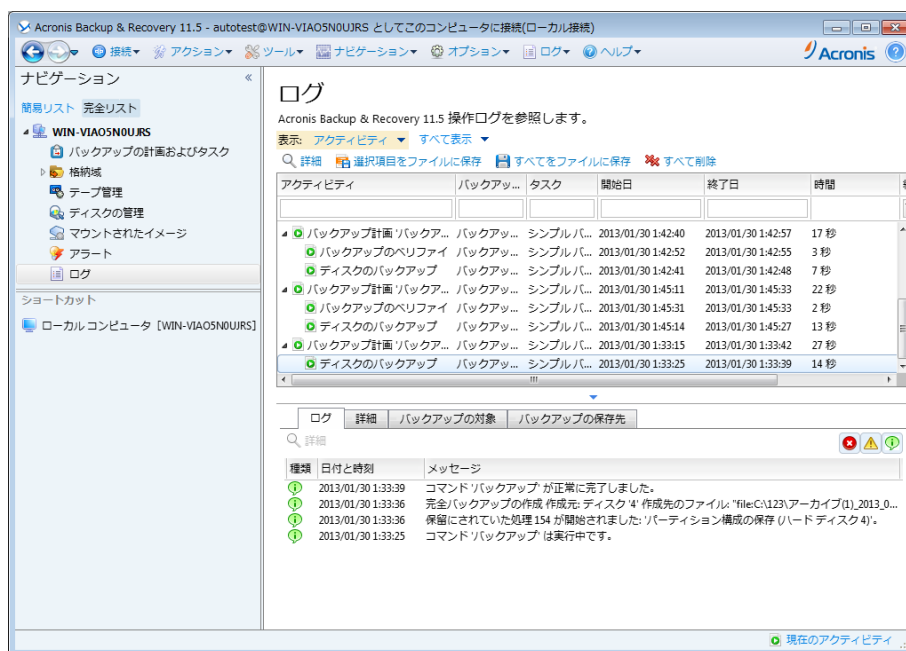 Acronis Backup & Recovery 11.5 - autotest@WIN-VIAO5N0UJRS としてこのコンピュータに接続(ローカル接続)
接続 アクション ツール ナビゲーション オプション ログ ヘルプ Acronis
ナビゲーション
簡易リスト 完全リスト
WIN-VIAO5N0UJRS
バックアップの計画およびタスク
格納域
テープ管理
ディスクの管理
マウントされたイメージ
アラート
ログ
ショートカット
ローカル コンピュータ [WIN-VIAO5N0UJRS]
ログ
Acronis Backup & Recovery 11.5 操作ログを参照します。
表示: アクティビティ すべて表示
詳細 選択項目をファイルに保存 すべてをファイルに保存 すべて削除
アクティビティ バックアッ... タスク 開始日 終了日 時間
バックアップ計画 'バックア... バックアッ... シンプル バ... 2013/01/30 1:42:40 2013/01/30 1:42:57 17 秒
バックアップのベリファイ バックアッ... シンプル バ... 2013/01/30 1:42:52 2013/01/30 1:42:55 3 秒
ディスクのバックアップ バックアッ... シンプル バ... 2013/01/30 1:42:41 2013/01/30 1:42:48 7 秒
バックアップ計画 'バックア... バックアッ... シンプル バ... 2013/01/30 1:45:11 2013/01/30 1:45:33 22 秒
バックアップのベリファイ バックアッ... シンプル バ... 2013/01/30 1:45:31 2013/01/30 1:45:33 2 秒
ディスクのバックアップ バックアッ... シンプル バ... 2013/01/30 1:45:14 2013/01/30 1:45:27 13 秒
バックアップ計画 'バックア... バックアッ... シンプル バ... 2013/01/30 1:33:15 2013/01/30 1:33:42 27 秒
ディスクのバックアップ バックアッ... シンプル バ... 2013/01/30 1:33:25 2013/01/30 1:33:39 14 秒
ログ 詳細 バックアップの対象 バックアップの保存先
詳細
種類 日付と時刻 メッセージ
2013/01/30 1:33:39 コマンド 'バックアップ' が正常に完了しました。
2013/01/30 1:33:36 完全バックアップの作成 作成元: ディスク '4' 作成先のファイル: "file:C:\123\アーカイブ(1)_2013_0...
2013/01/30 1:33:36 保留にされていた処理 154 が開始されました: 'パーティション構成の保存 (ハード ディスク 4)'。
2013/01/30 1:33:25 コマンド 'バックアップ' は実行中です。
現在のアクティビティ